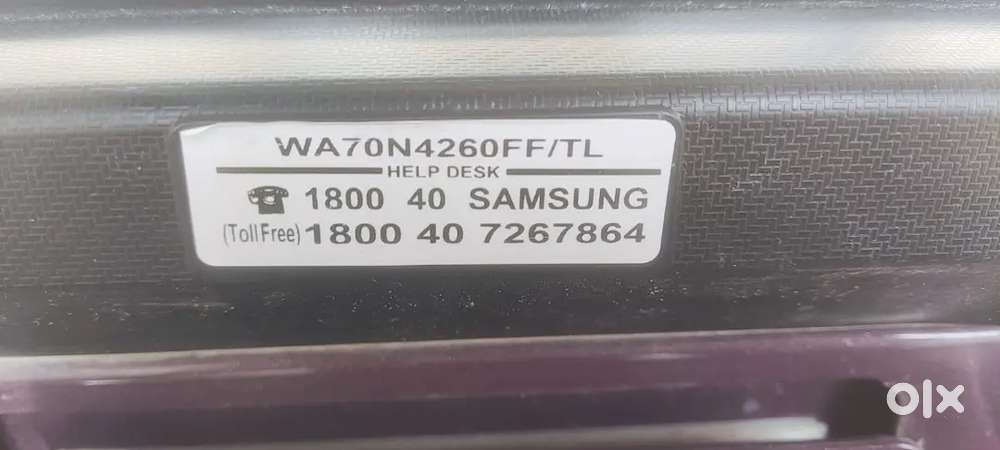 WA70N4260FF/TL
HELP DESK
1800 40 SAMSUNG
(Toll Free) 1800 40 7267864
olx